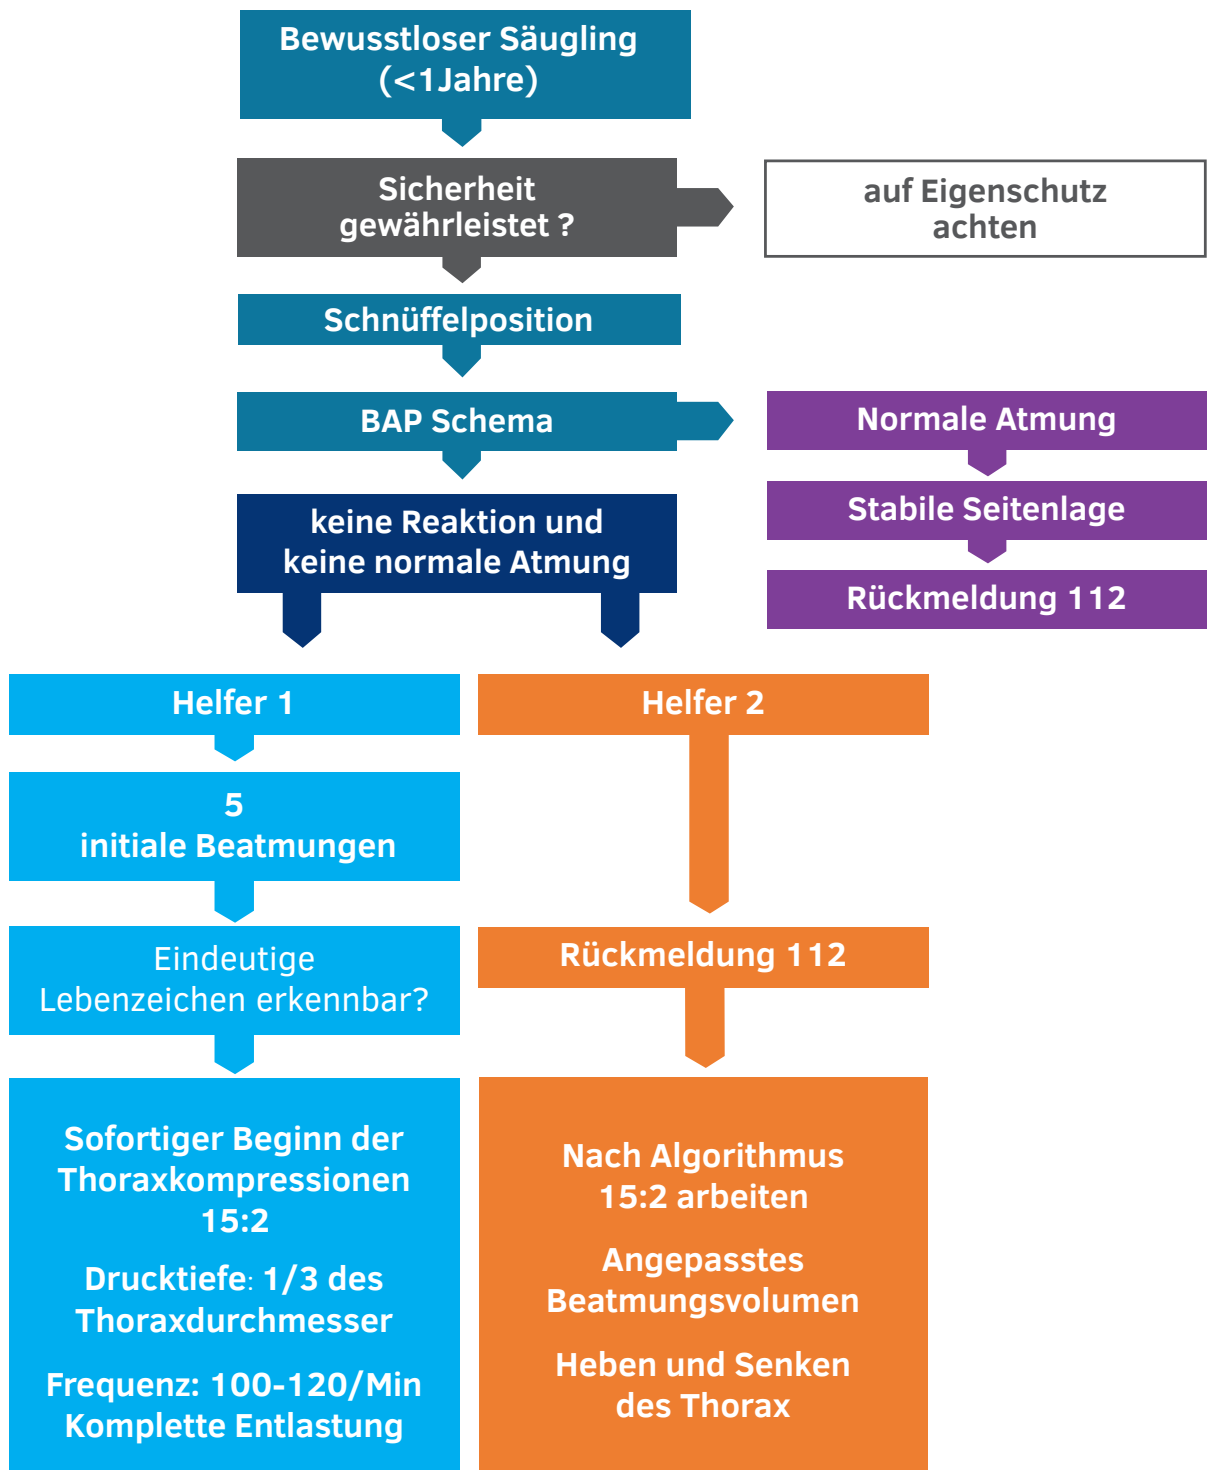 Bewusstloser Säugling
(<1Jahre)
Sicherheit
gewährleistet ?
auf Eigenschutz
achten
Schnüffelposition
BAP Schema
Normale Atmung
Stabile Seitenlage
Rückmeldung 112
keine Reaktion und
keine normale Atmung
Helfer 1
5
initiale Beatmungen
Eindeutige
Lebenzeichen erkennbar?
Sofortiger Beginn der
Thoraxkompressionen
15:2
Drucktiefe: 1/3 des
Thoraxdurchmesser
Frequenz: 100-120/Min
Komplette Entlastung
Helfer 2
Rückmeldung 112
Nach Algorithmus
15:2 arbeiten
Angepasstes
Beatmungsvolumen
Heben und Senken
des Thorax